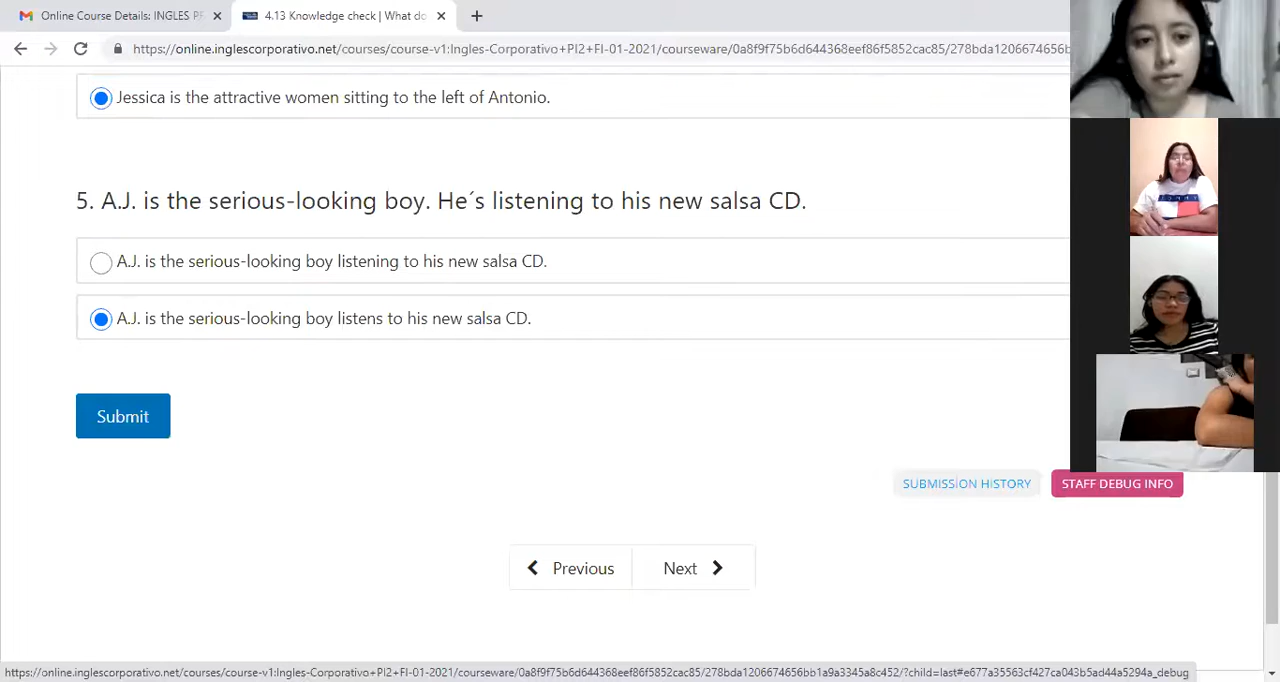 Online Course Details: INGLES PF
4.13 Knowledge check | What do
https://online.inglescorporativo.net/courses/course-v1:Ingles-Corporativo+PI2+FI-01-2021/courseware/0a8f9f75b6d644368eef86f5852cac85/278bda1206674656b
Jessica is the attractive women sitting to the left of Antonio.
5. A.J. is the serious-looking boy. He´s listening to his new salsa CD.
A.J. is the serious-looking boy listening to his new salsa CD.
A.J. is the serious-looking boy listens to his new salsa CD.
Submit
SUBMISSION HISTORY
STAFF DEBUG INFO
Previous
Next
https://online.inglescorporativo.net/courses/course-v1:Ingles-Corporativo+PI2+FI-01-2021/courseware/0a8f9f75b6d644368eef86f5852cac85/278bda1206674656bb1a9a3345a8c452/?child=last#e677a35563cf427ca043b5ad44a5294a_debug